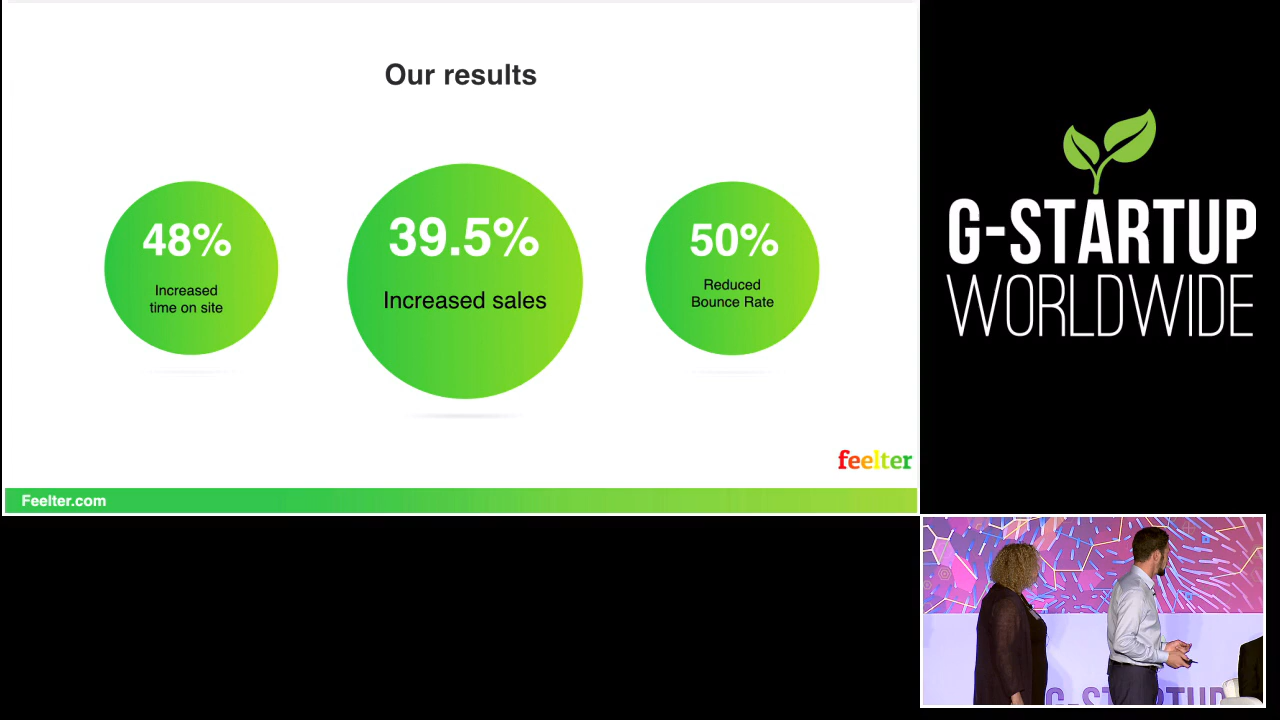 Our results
48%
Increased
time on site
39.5%
Increased sales
50%
Reduced
Bounce Rate
feelter
Feelter.com
G-STARTUP
WORLDWIDE
G-STARTUP